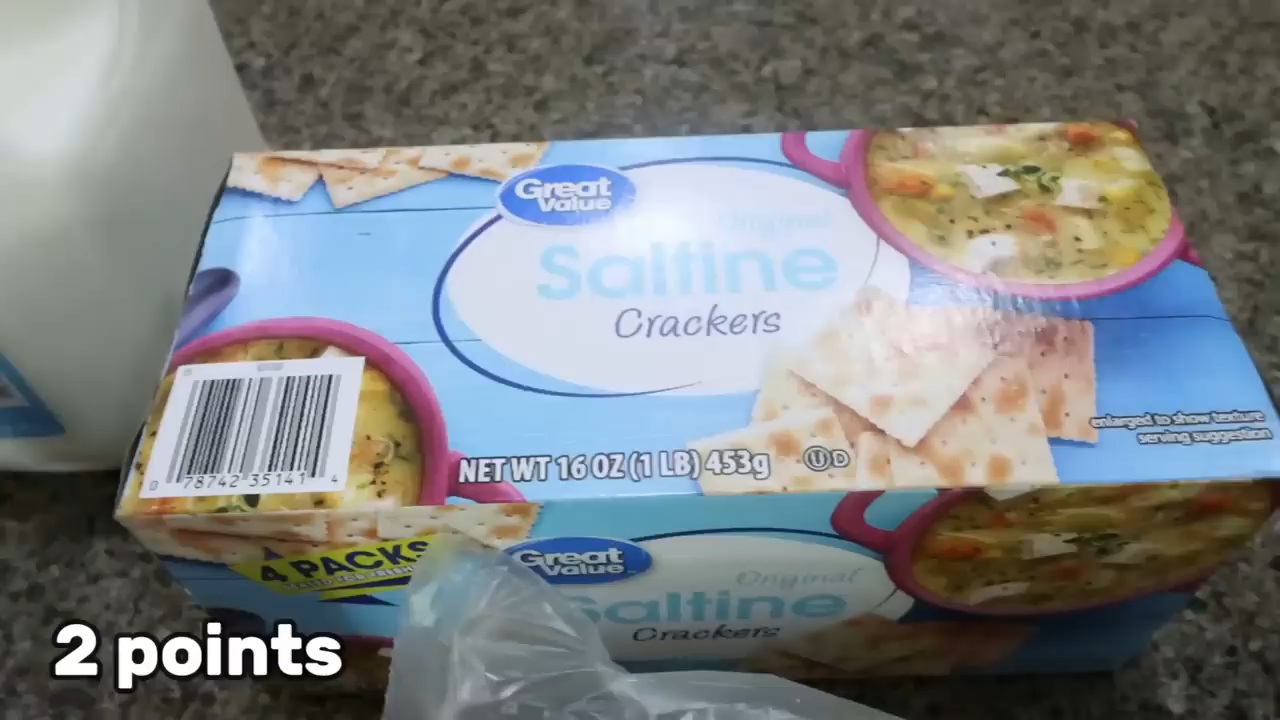 Great
Value
Original
Saltine
Crackers
enlarged to show texture
serving suggestion
NET WT 16 OZ (1 LB) 453g
U D
0 78742 35141 4
4 PACKS
Great
Value
Original
Saltine
Crackers
2 points